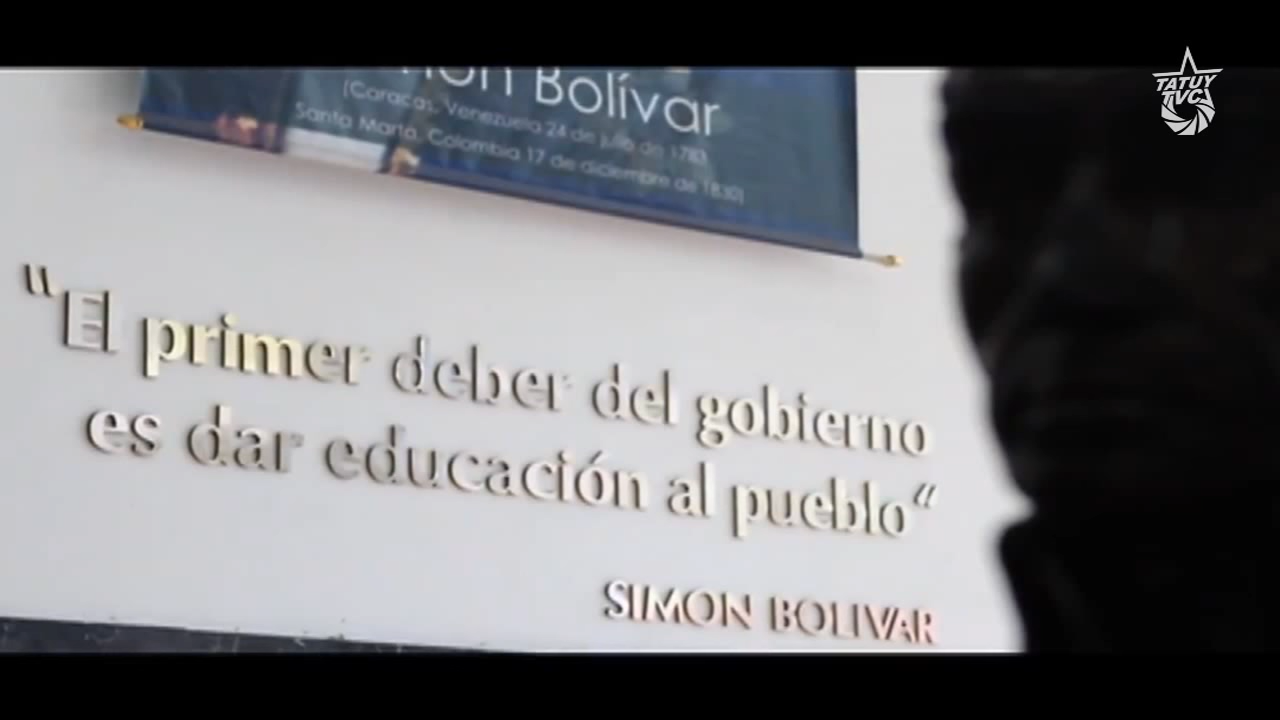 TATUY
TVC
món Bolívar
(Caracas, Venezuela 24 de julio de 1783
Santa Marta, Colombia 17 de diciembre de 1830)
“El primer deber del gobierno
es dar educación al pueblo“
SIMON BOLIVAR